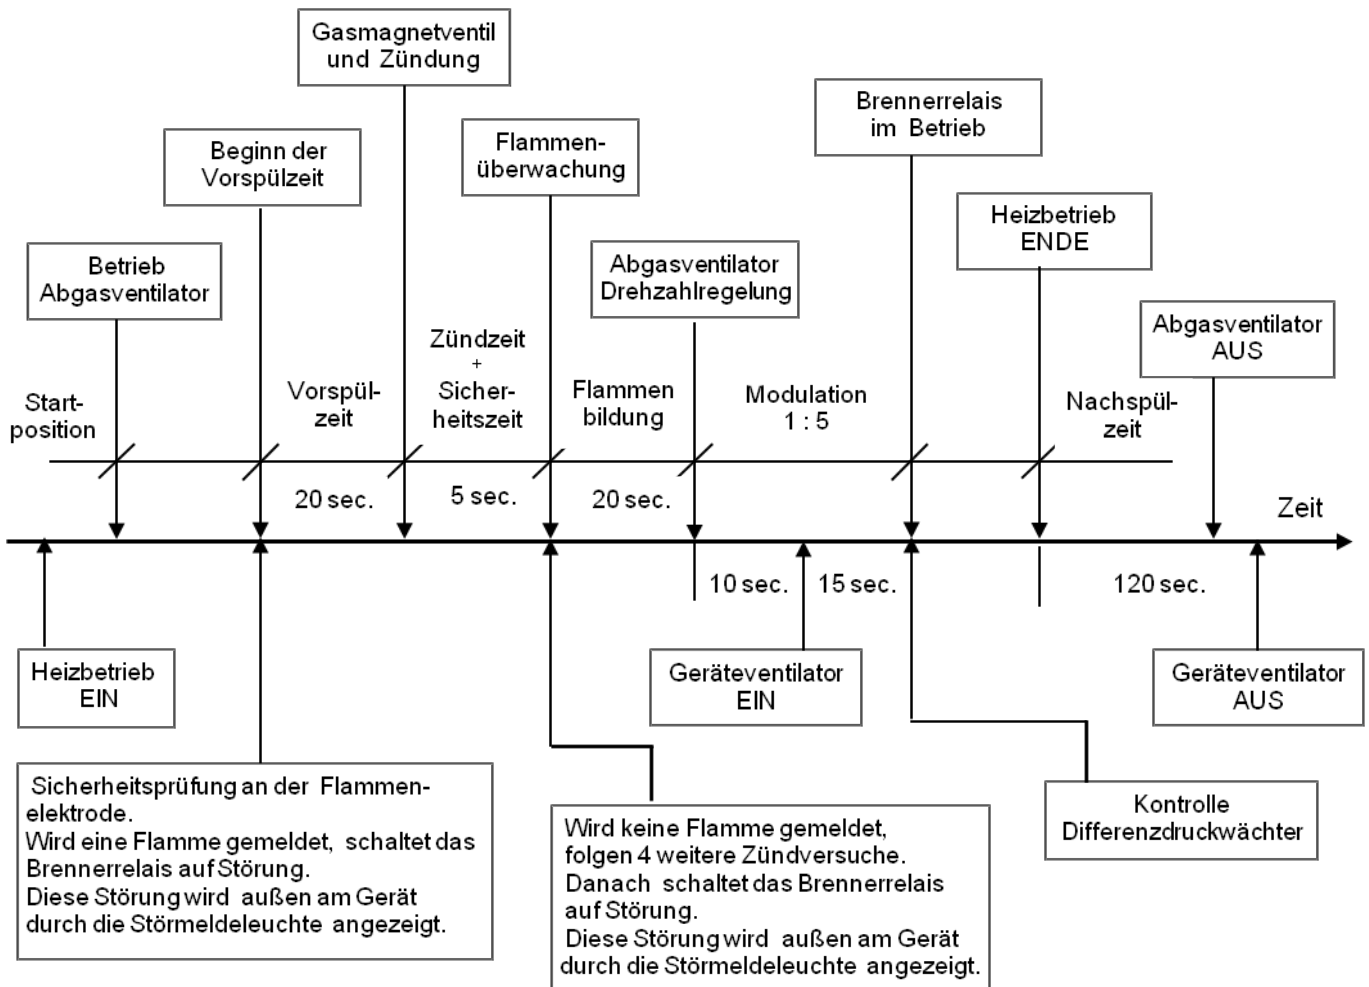 Gasmagnetventil
und Zündung
Brennerrelais
im Betrieb
Beginn der
Vorspülzeit
Flammen-
überwachung
Heizbetrieb
ENDE
Betrieb
Abgasventilator
Abgasventilator
Drehzahlregelung
Abgasventilator
AUS
Start-
position
Vorspül-
zeit
Zündzeit
+
Sicher-
heitszeit
Flammen
bildung
Modulation
1 : 5
Nachspül-
zeit
20 sec.
5 sec.
20 sec.
Zeit
10 sec.
15 sec.
120 sec.
Heizbetrieb
EIN
Geräteventilator
EIN
Geräteventilator
AUS
Sicherheitsprüfung an der Flammen-
elektrode.
Wird eine Flamme gemeldet, schaltet das
Brennerrelais auf Störung.
Diese Störung wird außen am Gerät
durch die Störmeldeleuchte angezeigt.
Wird keine Flamme gemeldet,
folgen 4 weitere Zündversuche.
Danach schaltet das Brennerrelais
auf Störung.
Diese Störung wird außen am Gerät
durch die Störmeldeleuchte angezeigt.
Kontrolle
Differenzdruckwächter